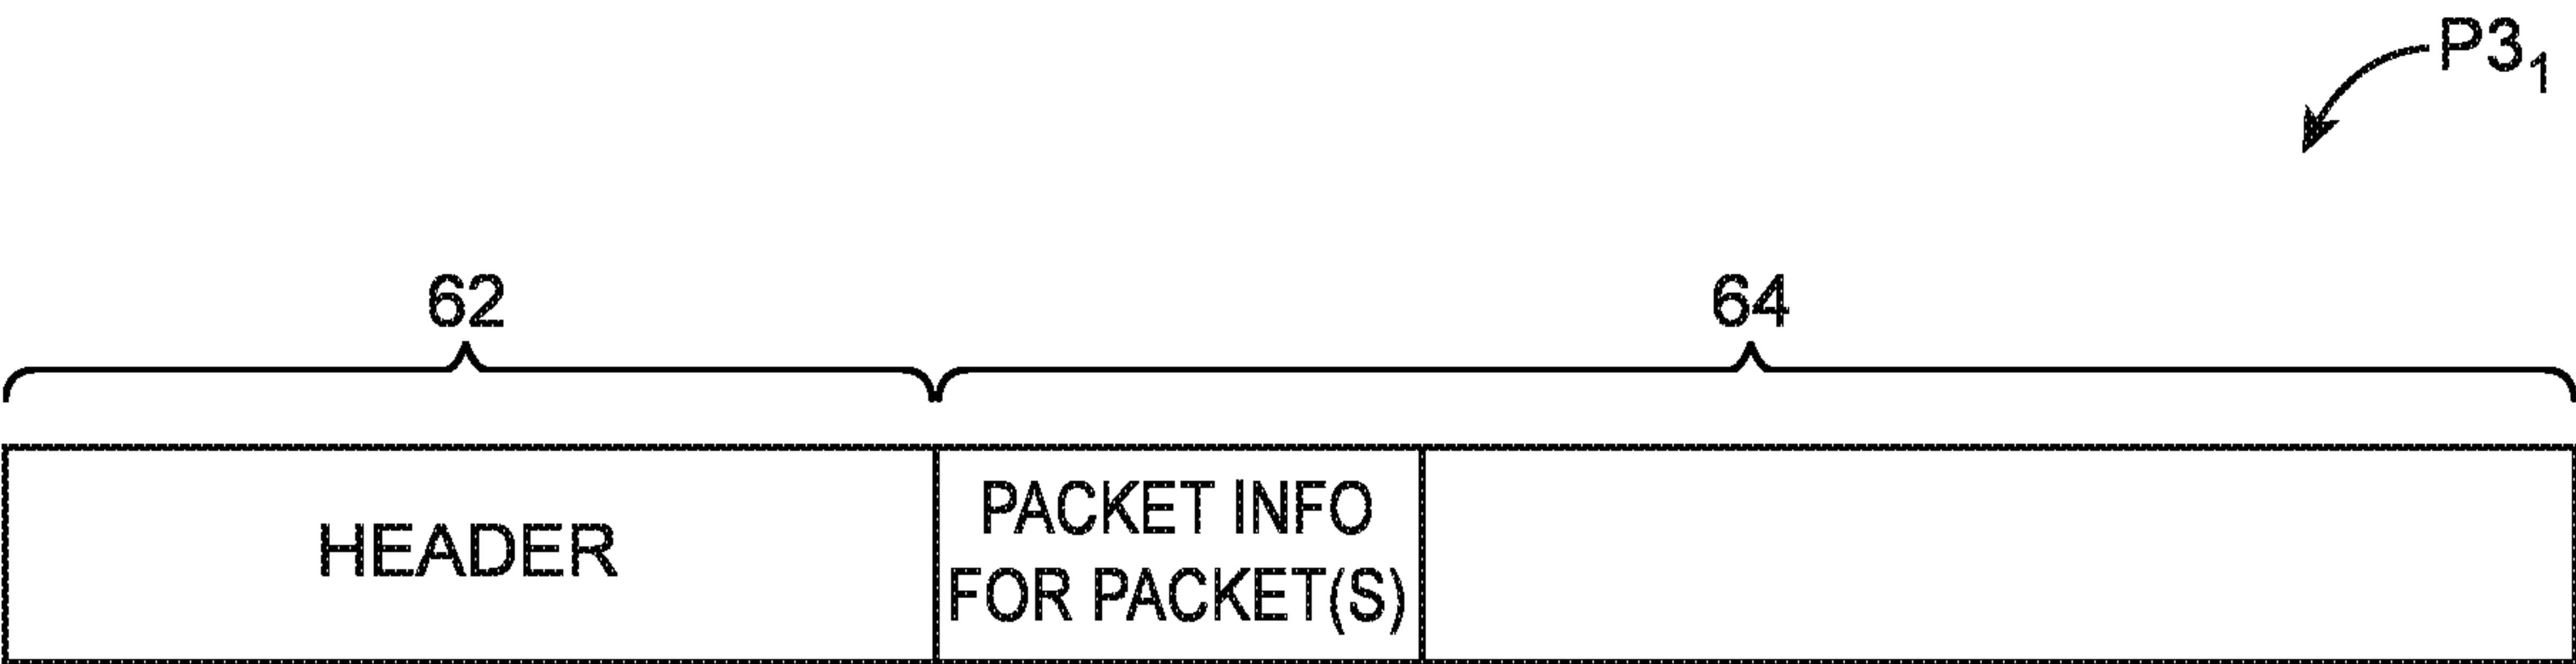 P3₁
62
64
HEADER
PACKET INFO
FOR PACKET(S)